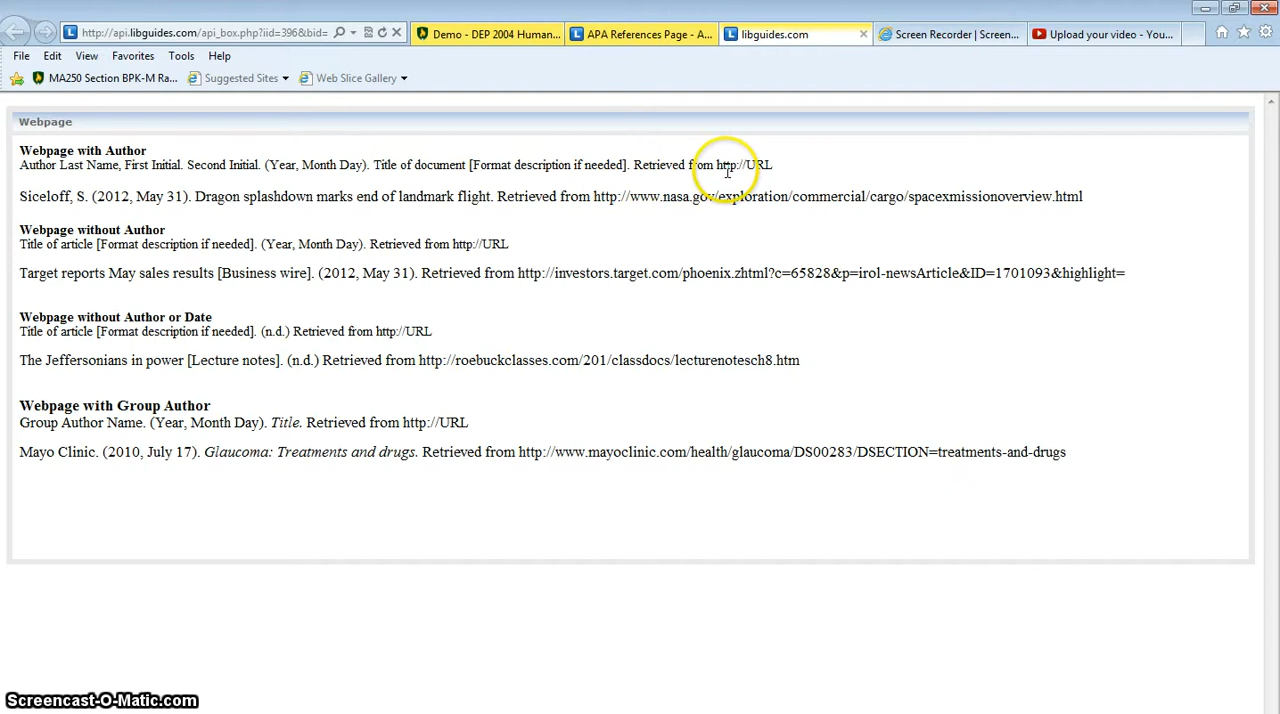 http://api.libguides.com/api_box.php?iid=396&bid=
Demo - DEP 2004 Human...
APA References Page - A...
libguides.com
Screen Recorder | Screen...
Upload your video - You...
File Edit View Favorites Tools Help
MA250 Section BPK-M Ra...
Suggested Sites
Web Slice Gallery
Webpage
Webpage with Author
Author Last Name, First Initial. Second Initial. (Year, Month Day). Title of document [Format description if needed]. Retrieved from http://URL
Siceloff, S. (2012, May 31). Dragon splashdown marks end of landmark flight. Retrieved from http://www.nasa.gov/exploration/commercial/cargo/spacexmissionoverview.html
Webpage without Author
Title of article [Format description if needed]. (Year, Month Day). Retrieved from http://URL
Target reports May sales results [Business wire]. (2012, May 31). Retrieved from http://investors.target.com/phoenix.zhtml?c=65828&p=irol-newsArticle&ID=1701093&highlight=
Webpage without Author or Date
Title of article [Format description if needed]. (n.d.) Retrieved from http://URL
The Jeffersonians in power [Lecture notes]. (n.d.) Retrieved from http://roebuckclasses.com/201/classdocs/lecturenotesch8.htm
Webpage with Group Author
Group Author Name. (Year, Month Day). Title. Retrieved from http://URL
Mayo Clinic. (2010, July 17). Glaucoma: Treatments and drugs. Retrieved from http://www.mayoclinic.com/health/glaucoma/DS00283/DSECTION=treatments-and-drugs
Screencast-O-Matic.com